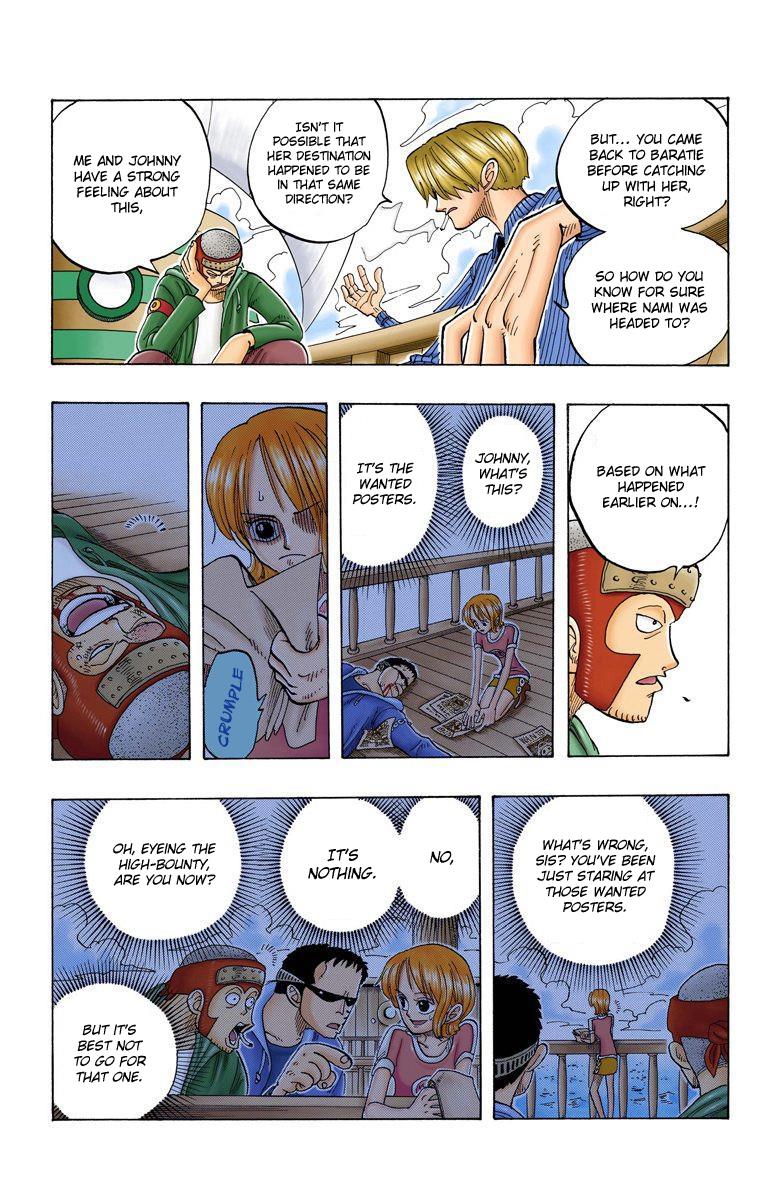 BUT... YOU CAME
BACK TO BARATIE
BEFORE CATCHING
UP WITH HER,
RIGHT?
SO HOW DO YOU
KNOW FOR SURE
WHERE NAMI WAS
HEADED TO?
ISN'T IT
POSSIBLE THAT
HER DESTINATION
HAPPENED TO BE
IN THAT SAME
DIRECTION?
ME AND JOHNNY
HAVE A STRONG
FEELING ABOUT
THIS,
BASED ON WHAT
HAPPENED
EARLIER ON...!
JOHNNY,
WHAT'S
THIS?
IT'S THE
WANTED
POSTERS.
WANTED
CRUMPLE
WHAT'S WRONG,
SIS? YOU'VE BEEN
JUST STARING AT
THOSE WANTED
POSTERS.
NO,
IT'S
NOTHING.
OH, EYEING THE
HIGH-BOUNTY,
ARE YOU NOW?
BUT IT'S
BEST NOT
TO GO FOR
THAT ONE.